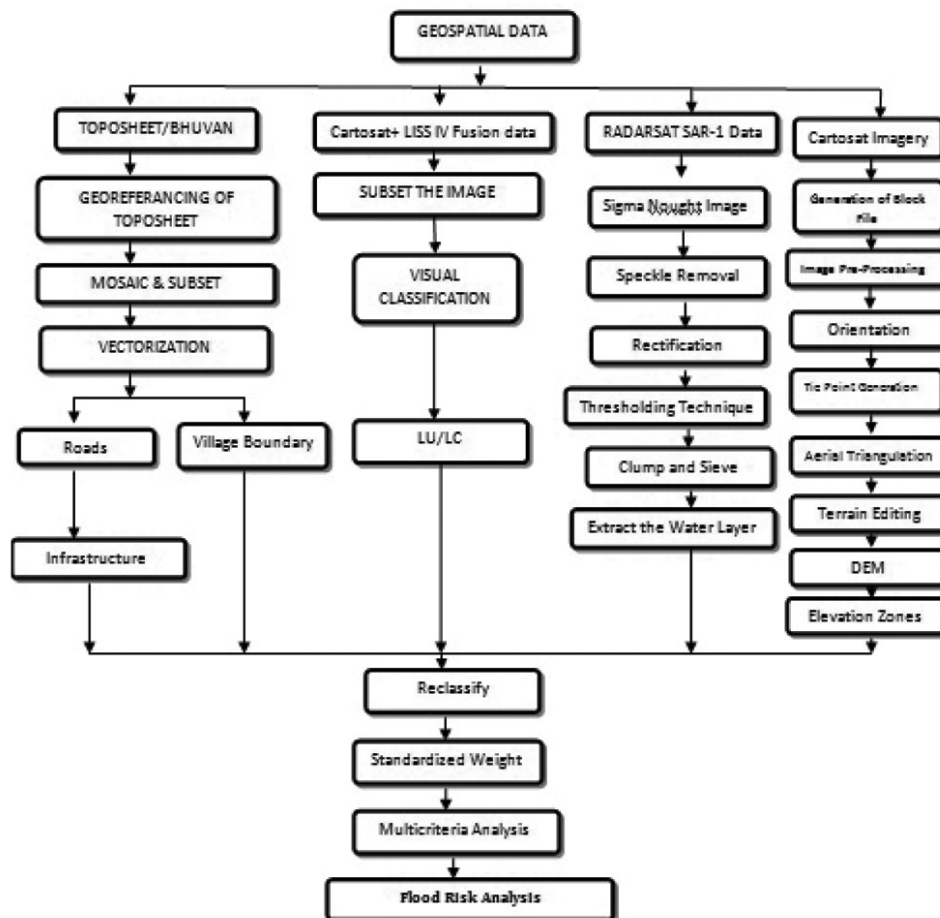 GEOSPATIAL DATA
TOPOSHEET/BHUVAN
GEOREFERANCING OF
TOPOSHEET
MOSAIC & SUBSET
VECTORIZATION
Roads
Village Boundary
Infrastructure
Cartosat+ LISS IV Fusion data
SUBSET THE IMAGE
VISUAL
CLASSIFICATION
LU/LC
RADARSAT SAR-1 Data
Sigma Nought Image
Speckle Removal
Rectification
Thresholding Technique
Clump and Sieve
Extract the Water Layer
Cartosat Imagery
Generation of Block
File
Image Pre-Processing
Orientation
Tie Point Generation
Aerial Triangulation
Terrain Editing
DEM
Elevation Zones
Reclassify
Standardized Weight
Multicriteria Analysis
Flood Risk Analysis